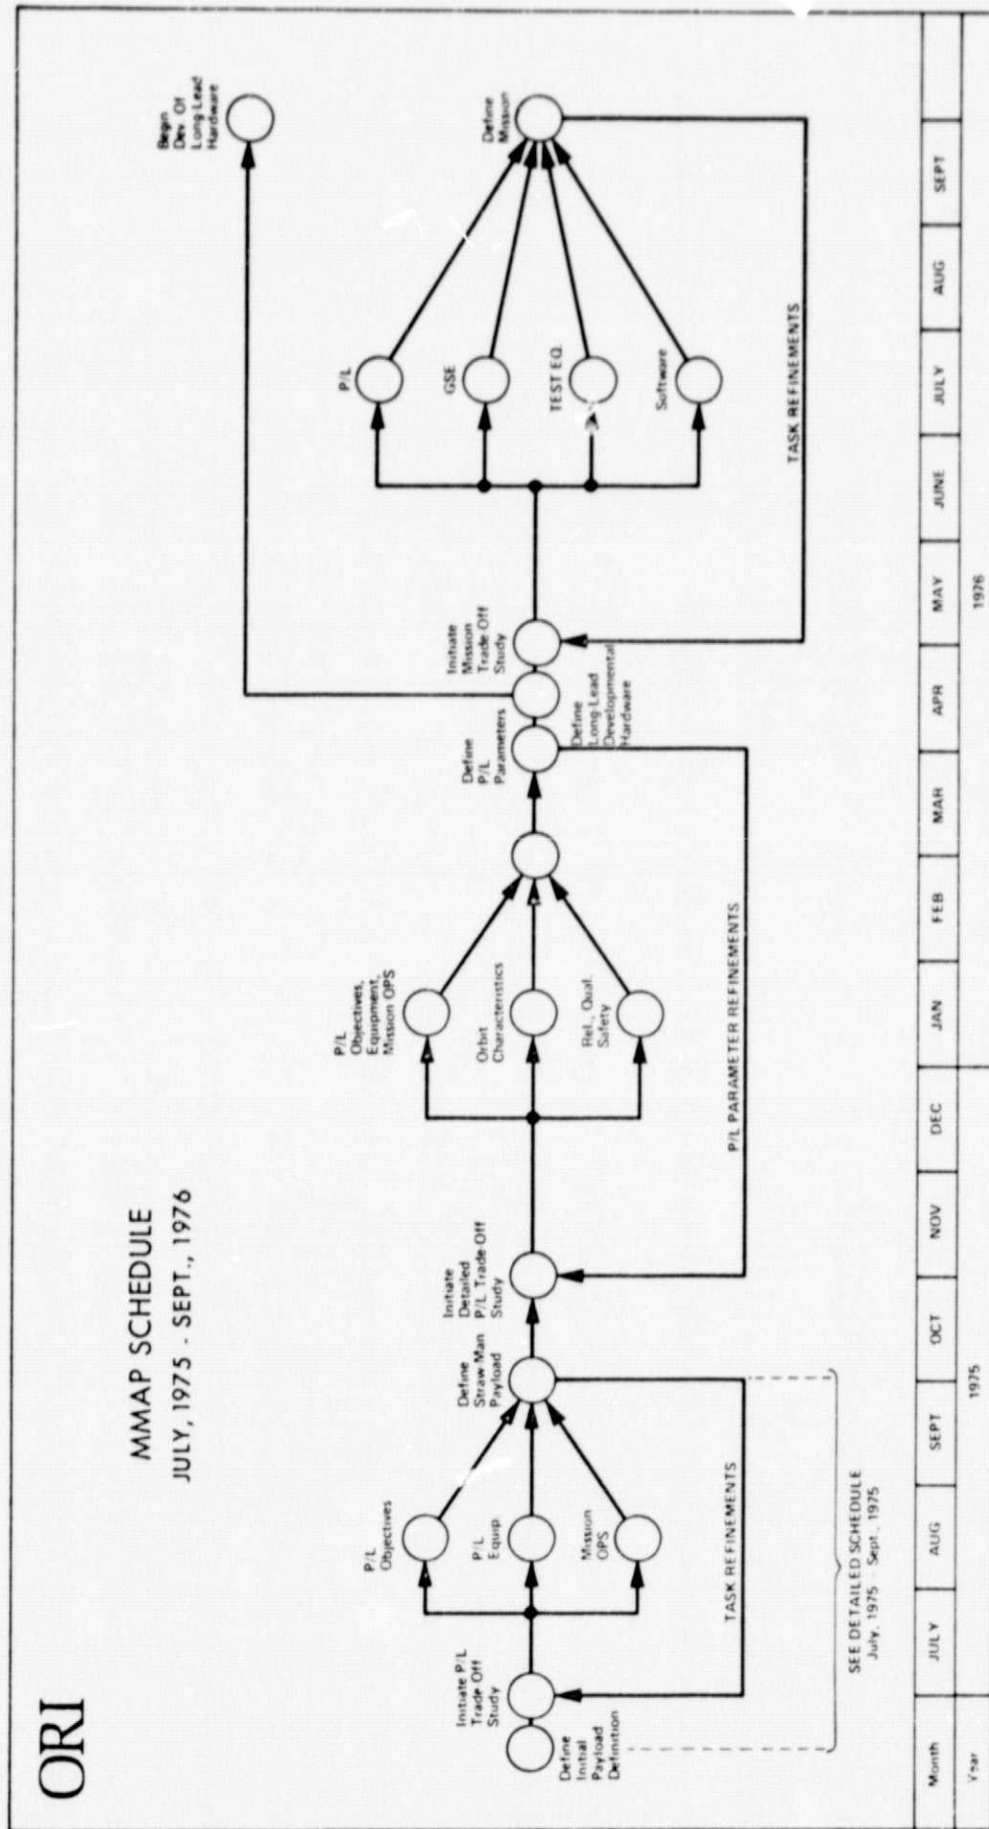 ORI
MMAP SCHEDULE
JULY, 1975 - SEPT., 1976
Define
Initial
Payload
Definition
Initiate P/L
Trade-Off
Study
P/L
Objectives
P/L
Equip.
Mission
OPS
TASK REFINEMENTS
Define
Straw-Man
Payload
SEE DETAILED SCHEDULE
July, 1975 - Sept., 1975
Initiate
Detailed
P/L Trade-Off
Study
P/L
Objectives,
Equipment,
Mission OPS
Orbit
Characteristics
Rel., Qual.
Safety
P/L PARAMETER REFINEMENTS
Define
P/L
Parameters
Define
Long-Lead
Developmental
Hardware
Initiate
Mission
Trade-Off
Study
Begin
Dev. Of
Long-Lead
Hardware
P/L
GSE
TEST EQ.
Software
Define
Mission
TASK REFINEMENTS
Month JULY AUG SEPT OCT NOV DEC JAN FEB MAR APR MAY JUNE JULY AUG SEPT
Year 1975 1976